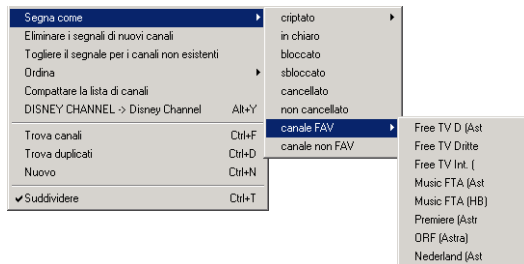 Segna come
Eliminare i segnali di nuovi canali
Togliere il segnale per i canali non esistenti
Ordina
Compattare la lista di canali
DISNEY CHANNEL -> Disney Channel Alt+Y
Trova canali Ctrl+F
Trova duplicati Ctrl+D
Nuovo Ctrl+N
Suddividere Ctrl+T
criptato
in chiaro
bloccato
sbloccato
cancellato
non cancellato
canale FAV
canale non FAV
Free TV D (Ast
Free TV Dritte
Free TV Int. (
Music FTA (Ast
Music FTA (HB)
Premiere (Astr
ORF (Astra)
Nederland (Ast